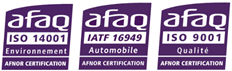 afaq
ISO 14001
Environnement
AFNOR CERTIFICATION
afaq
IATF 16949
Automobile
AFNOR CERTIFICATION
afaq
ISO 9001
Qualité
AFNOR CERTIFICATION